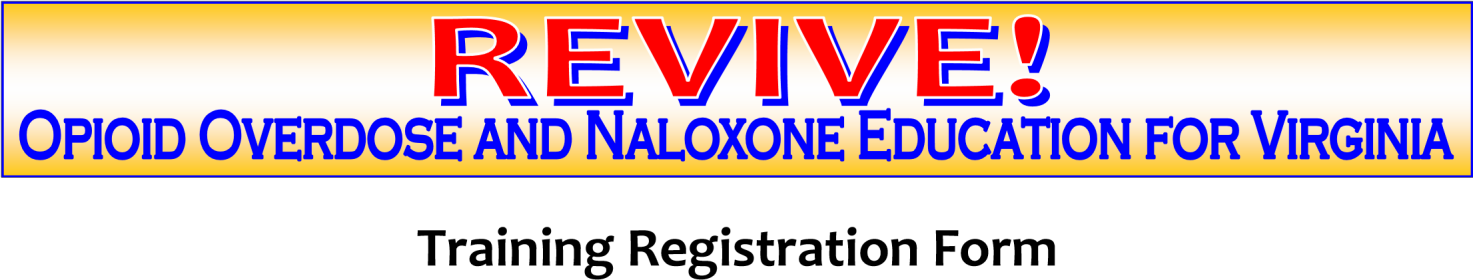 REVIVE!
Opioid Overdose and Naloxone Education for Virginia
Training Registration Form